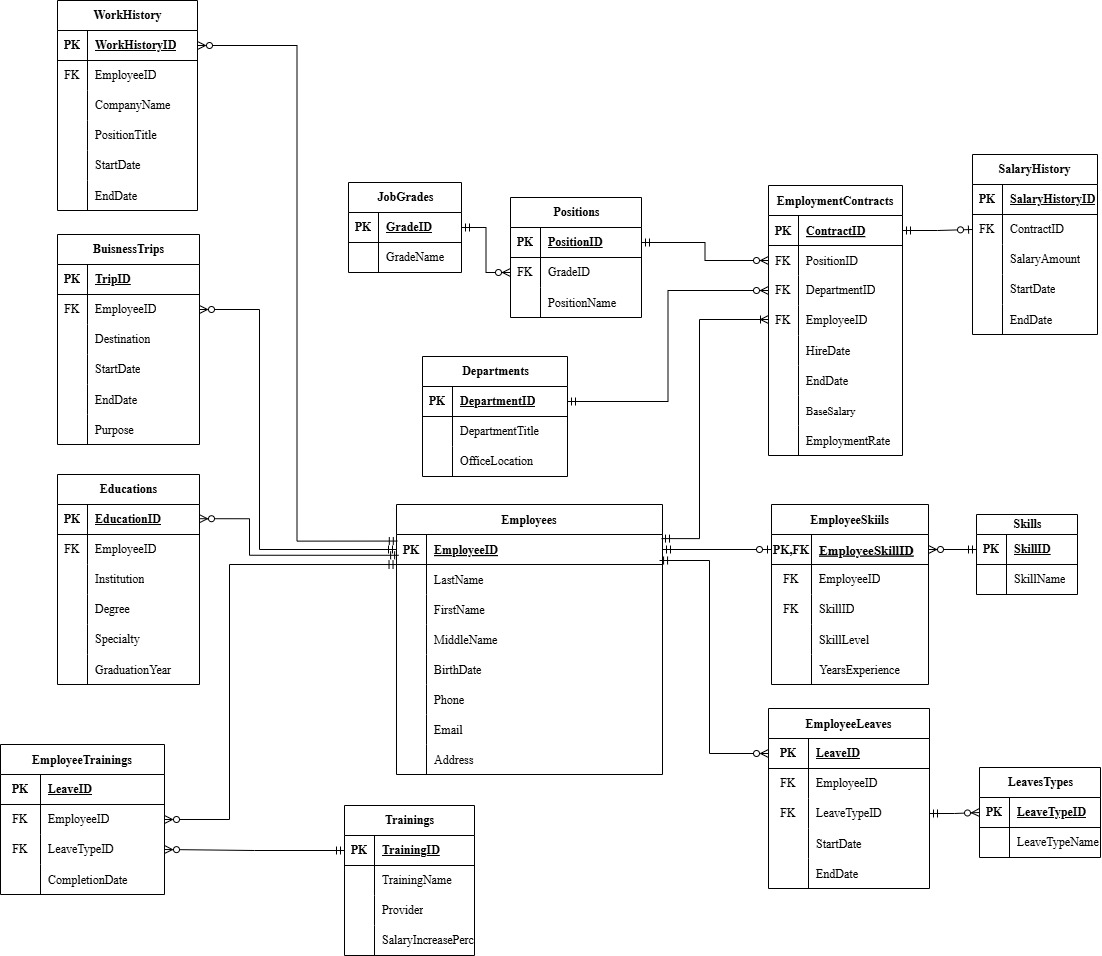 WorkHistory
PK WorkHistoryID
FK EmployeeID
CompanyName
PositionTitle
StartDate
EndDate
BuisnessTrips
PK TripID
FK EmployeeID
Destination
StartDate
EndDate
Purpose
Educations
PK EducationID
FK EmployeeID
Institution
Degree
Specialty
GraduationYear
EmployeeTrainings
PK LeaveID
FK EmployeeID
FK LeaveTypeID
CompletionDate
JobGrades
PK GradeID
GradeName
Positions
PK PositionID
FK GradeID
PositionName
Departments
PK DepartmentID
DepartmentTitle
OfficeLocation
Employees
PK EmployeeID
LastName
FirstName
MiddleName
BirthDate
Phone
Email
Address
Trainings
PK TrainingID
TrainingName
Provider
SalaryIncreasePerc
EmploymentContracts
PK ContractID
FK PositionID
FK DepartmentID
FK EmployeeID
HireDate
EndDate
BaseSalary
EmploymentRate
SalaryHistory
PK SalaryHistoryID
FK ContractID
SalaryAmount
StartDate
EndDate
EmployeeSkiils
PK,FK EmployeeSkillID
FK EmployeeID
FK SkillID
SkillLevel
YearsExperience
Skills
PK SkillID
SkillName
EmployeeLeaves
PK LeaveID
FK EmployeeID
FK LeaveTypeID
StartDate
EndDate
LeavesTypes
PK LeaveTypeID
LeaveTypeName